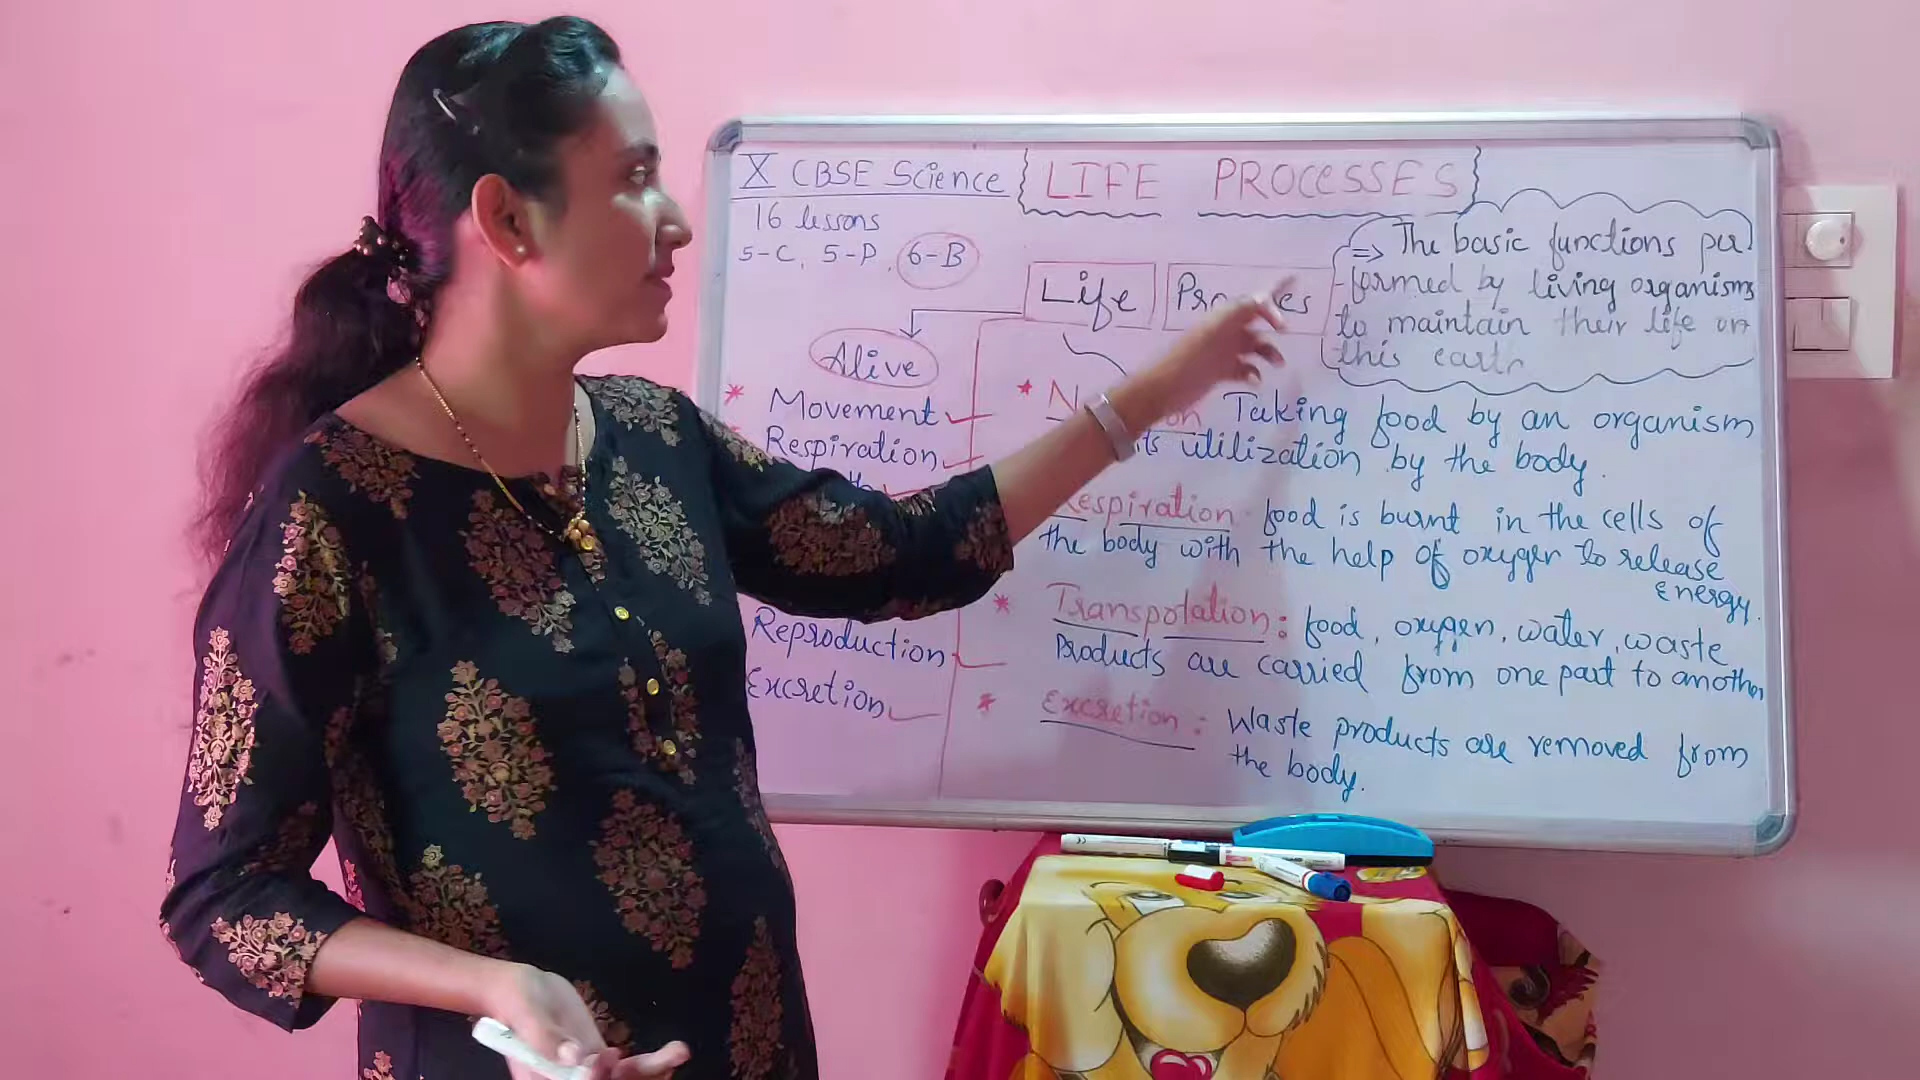 X CBSE Science
LIFE PROCESSES
16 lessons
5-C, 5-P, 6-B
=> The basic functions per
-formed by living organisms
to maintain their life on
this earth
Life
Alive
* Movement
Respiration
Reproduction
Excretion
* Taking food by an organism
its utilization by the body.
Respiration food is burnt in the cells of
the body with the help of oxygen to release
Energy.
* Transpotation: food, oxygen, water, waste
Products are carried from one part to another
* Excretion: Waste products are removed from
the body.